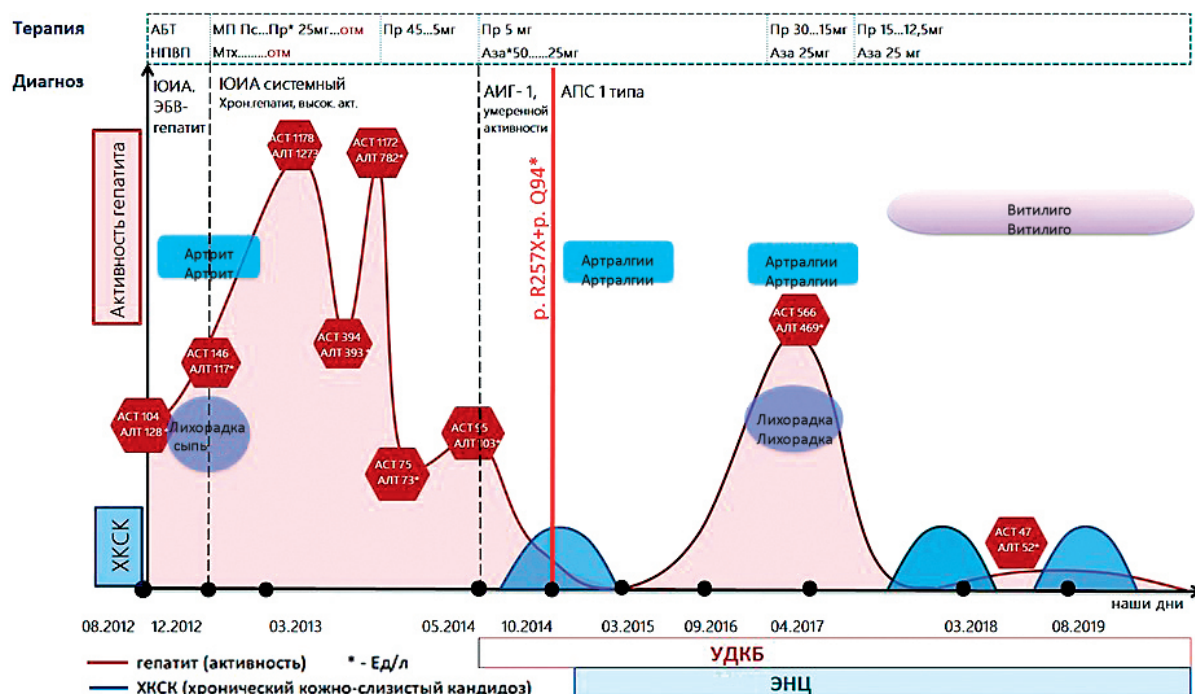 Терапия
АБТ
НПВП
МП Пс...Пр* 25мг...отм
Мтх.........отм
Пр 45...5мг
Пр 5 мг
Аза*50......25мг
Пр 30...15мг
Аза 25мг
Пр 15...12,5мг
Аза 25 мг
Диагноз
ЮИА,
ЭБВ-
гепатит
ЮИА системный
Хрон.гепатит, высок. акт.
АИГ- 1,
умеренной
активности
АПС 1 типа
Активность гепатита
ХКСК
p. R257X+p. Q94*
АСТ 104
АЛТ 128*
АСТ 146
АЛТ 117*
АСТ 1178
АЛТ 1273
АСТ 394
АЛТ 393*
АСТ 1172
АЛТ 782*
АСТ 75
АЛТ 73*
АСТ 55
АЛТ 103*
АСТ 566
АЛТ 469*
АСТ 47
АЛТ 52*
Артрит
Артрит
Лихорадка
сыпь
Артралгии
Артралгии
Артралгии
Артралгии
Лихорадка
Лихорадка
Витилиго
Витилиго
наши дни
08.2012 12.2012 03.2013 05.2014 10.2014 03.2015 09.2016 04.2017 03.2018 08.2019
УДКБ
ЭНЦ
гепатит (активность) * - Ед/л
ХКСК (хронический кожно-слизистый кандидоз)